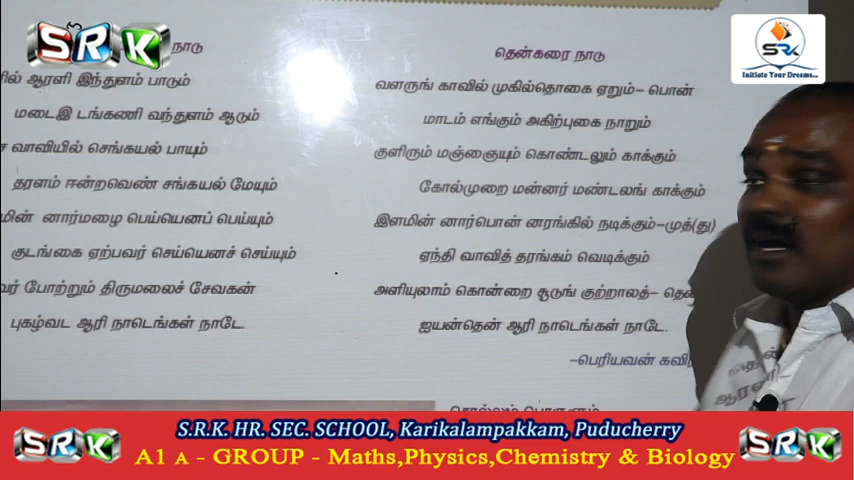 SRK
நாடு
ஆரளி இந்துளம் பாடும்
மடைஇ டங்கணி வந்துளம் ஆடும்
வாவியில் செங்கயல் பாயும்
தரளம் ஈன்றவெண் சங்கயல் மேயும்
மின் னார்மழை பெய்யெனப் பெய்யும்
குடங்கை ஏற்பவர் செய்யெனச் செய்யும்
போற்றும் திருமலைச் சேவகன்
புகழ்வட ஆரி நாடெங்கள் நாடே.
தென்கரை நாடு
வளருங் காவில் முகில்தொகை ஏறும்– பொன்
மாடம் எங்கும் அகிற்புகை நாறும்
குளிரும் மஞ்ஞையும் கொண்டலும் காக்கும்
கோல்முறை மன்னர் மண்டலங் காக்கும்
இளமின் னார்பொன் னரங்கில் நடிக்கும்–முத்(து)
ஏந்தி வாவித் தரங்கம் வெடிக்கும்
அளியுலாம் கொன்றை சூடுங் குற்றாலத்–
ஐயன்தென் ஆரி நாடெங்கள் நாடே.
–பெரியவன்
SRK
Initiate Your Dreams...
SRK
S.R.K. HR. SEC. SCHOOL, Karikalampakkam, Puducherry
A1 A - GROUP - Maths,Physics,Chemistry & Biology
SRK